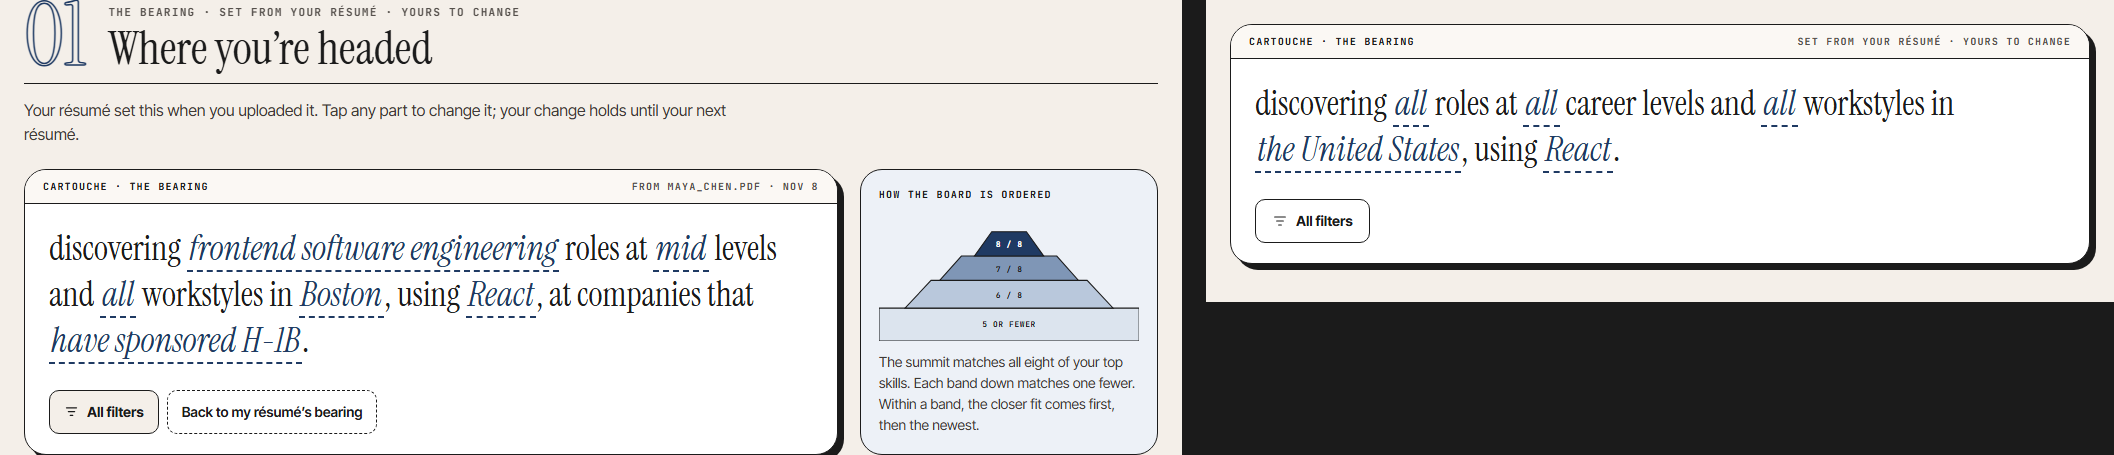 01
THE BEARING · SET FROM YOUR RÉSUMÉ · YOURS TO CHANGE
Where you’re headed
Your résumé set this when you uploaded it. Tap any part to change it; your change holds until your next
résumé.
CARTOUCHE · THE BEARING
FROM MAYA_CHEN.PDF · NOV 8
discovering frontend software engineering roles at mid levels
and all workstyles in Boston, using React, at companies that
have sponsored H-1B.
All filters
Back to my résumé’s bearing
HOW THE BOARD IS ORDERED
8 / 8
7 / 8
6 / 8
5 OR FEWER
The summit matches all eight of your top
skills. Each band down matches one fewer.
Within a band, the closer fit comes first,
then the newest.
CARTOUCHE · THE BEARING
SET FROM YOUR RÉSUMÉ · YOURS TO CHANGE
discovering all roles at all career levels and all workstyles in
the United States, using React.
All filters